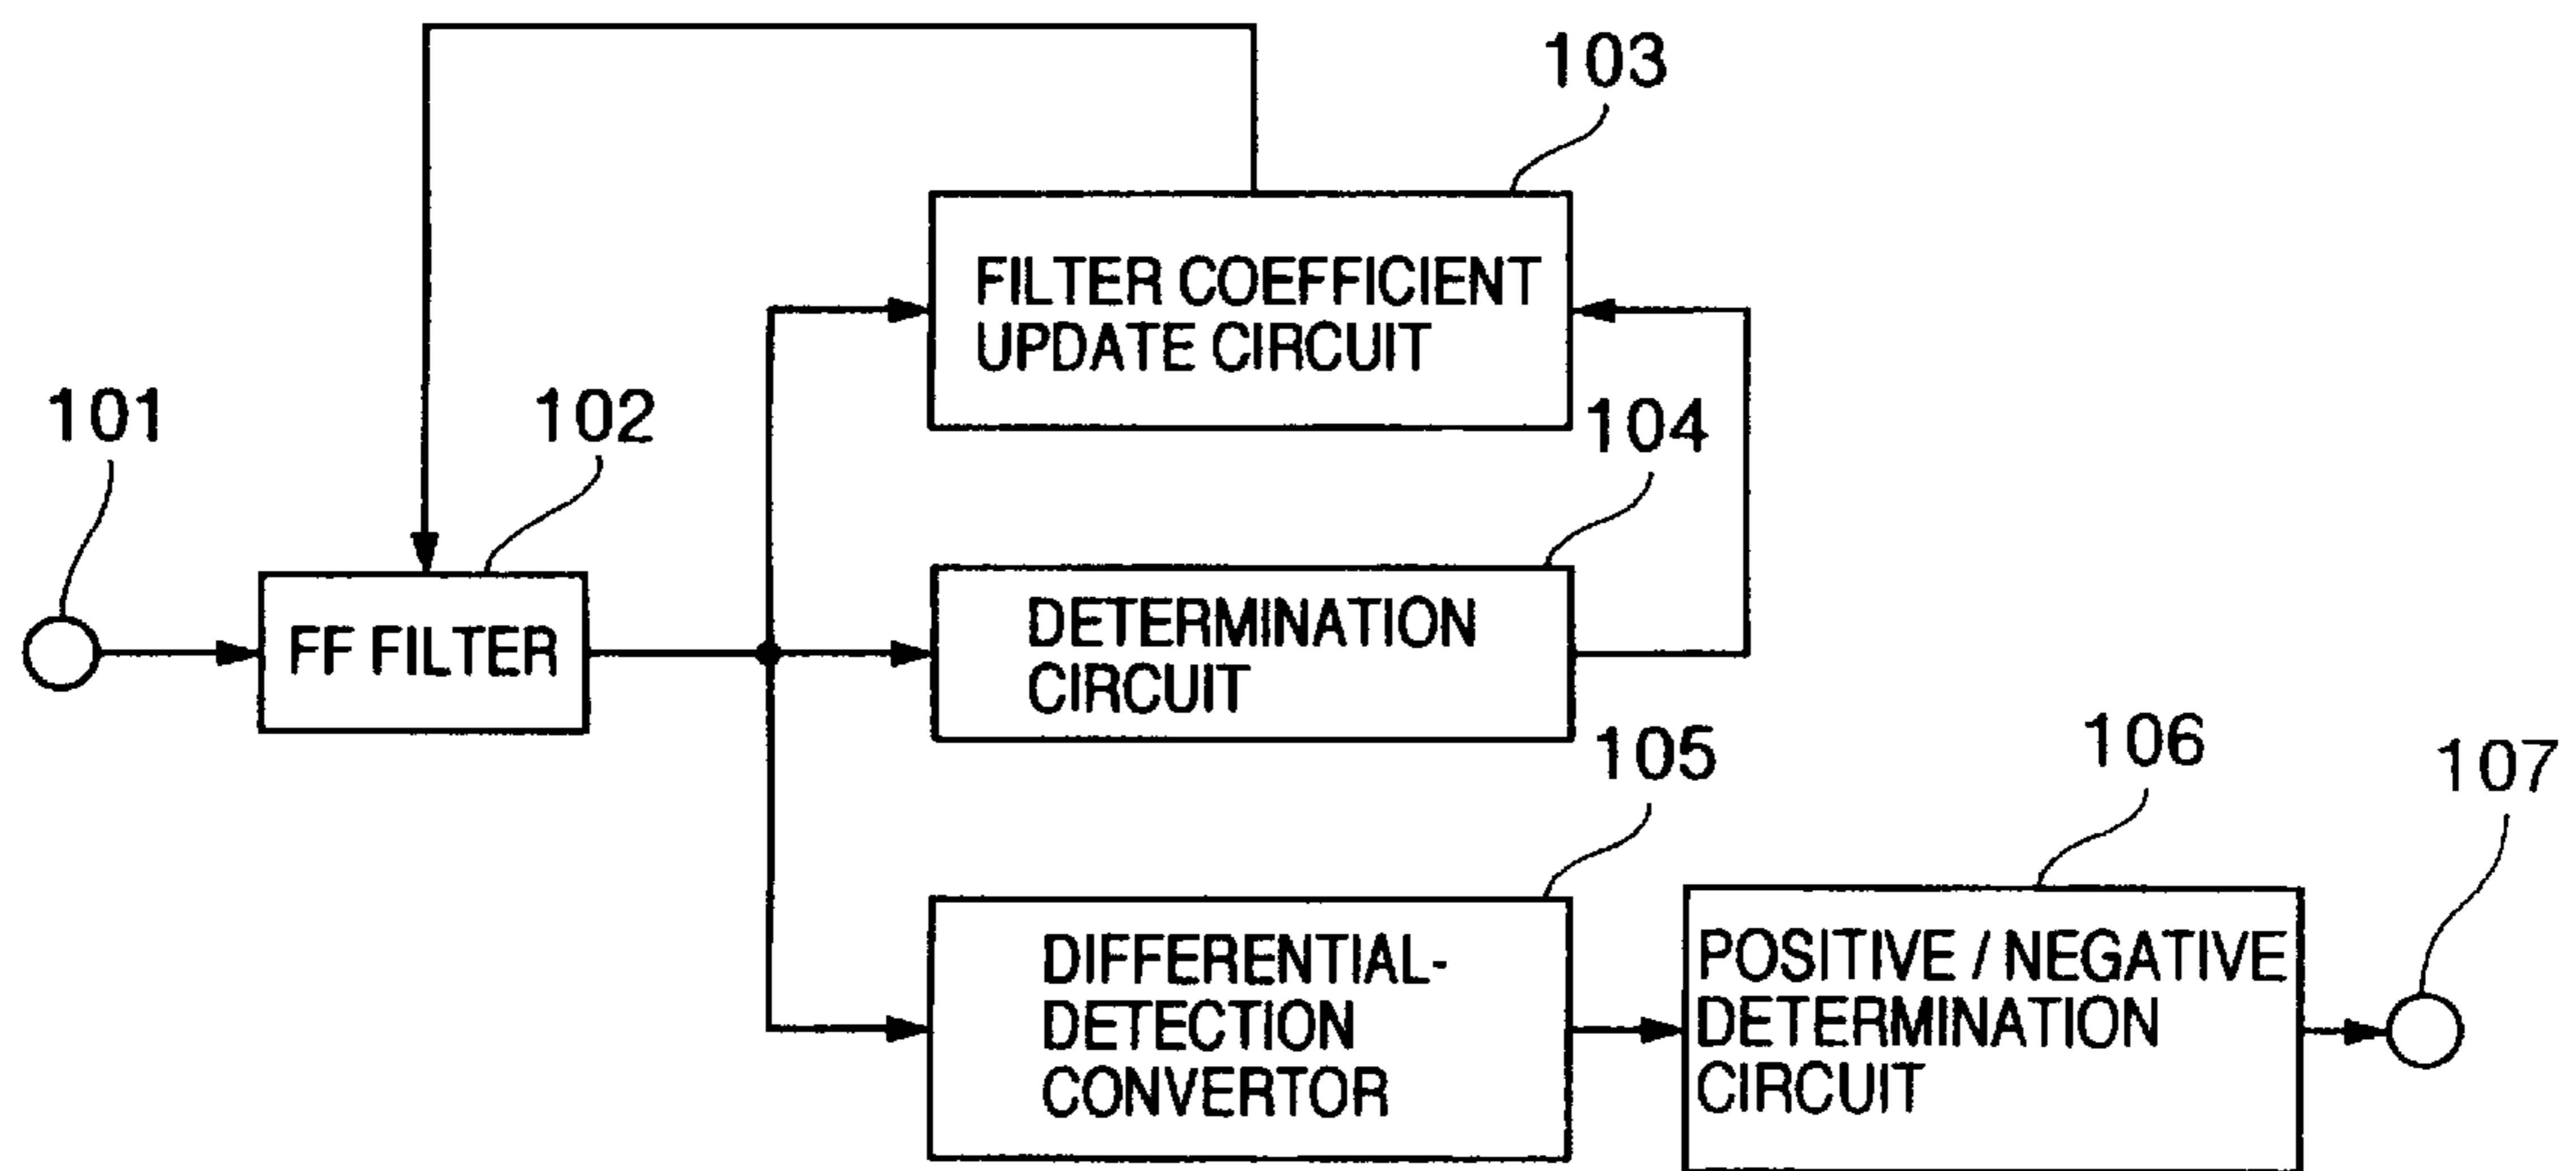 103
FILTER COEFFICIENT
UPDATE CIRCUIT
101
102
104
FF FILTER
DETERMINATION
CIRCUIT
105
106
107
DIFFERENTIAL-
DETECTION
CONVERTOR
POSITIVE / NEGATIVE
DETERMINATION
CIRCUIT